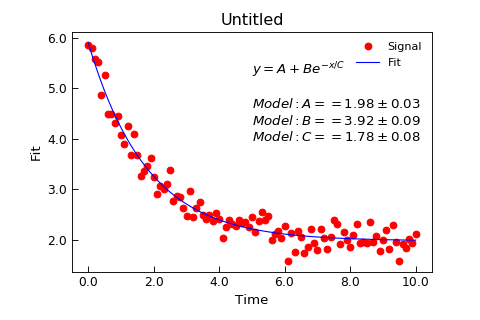 Untitled
6.0
Signal
Fit
y = A + Be^{-x/C}
5.0
Model: A == 1.98 ± 0.03
Model: B == 3.92 ± 0.09
Model: C == 1.78 ± 0.08
4.0
Fit
3.0
2.0
0.0 2.0 4.0 6.0 8.0 10.0
Time